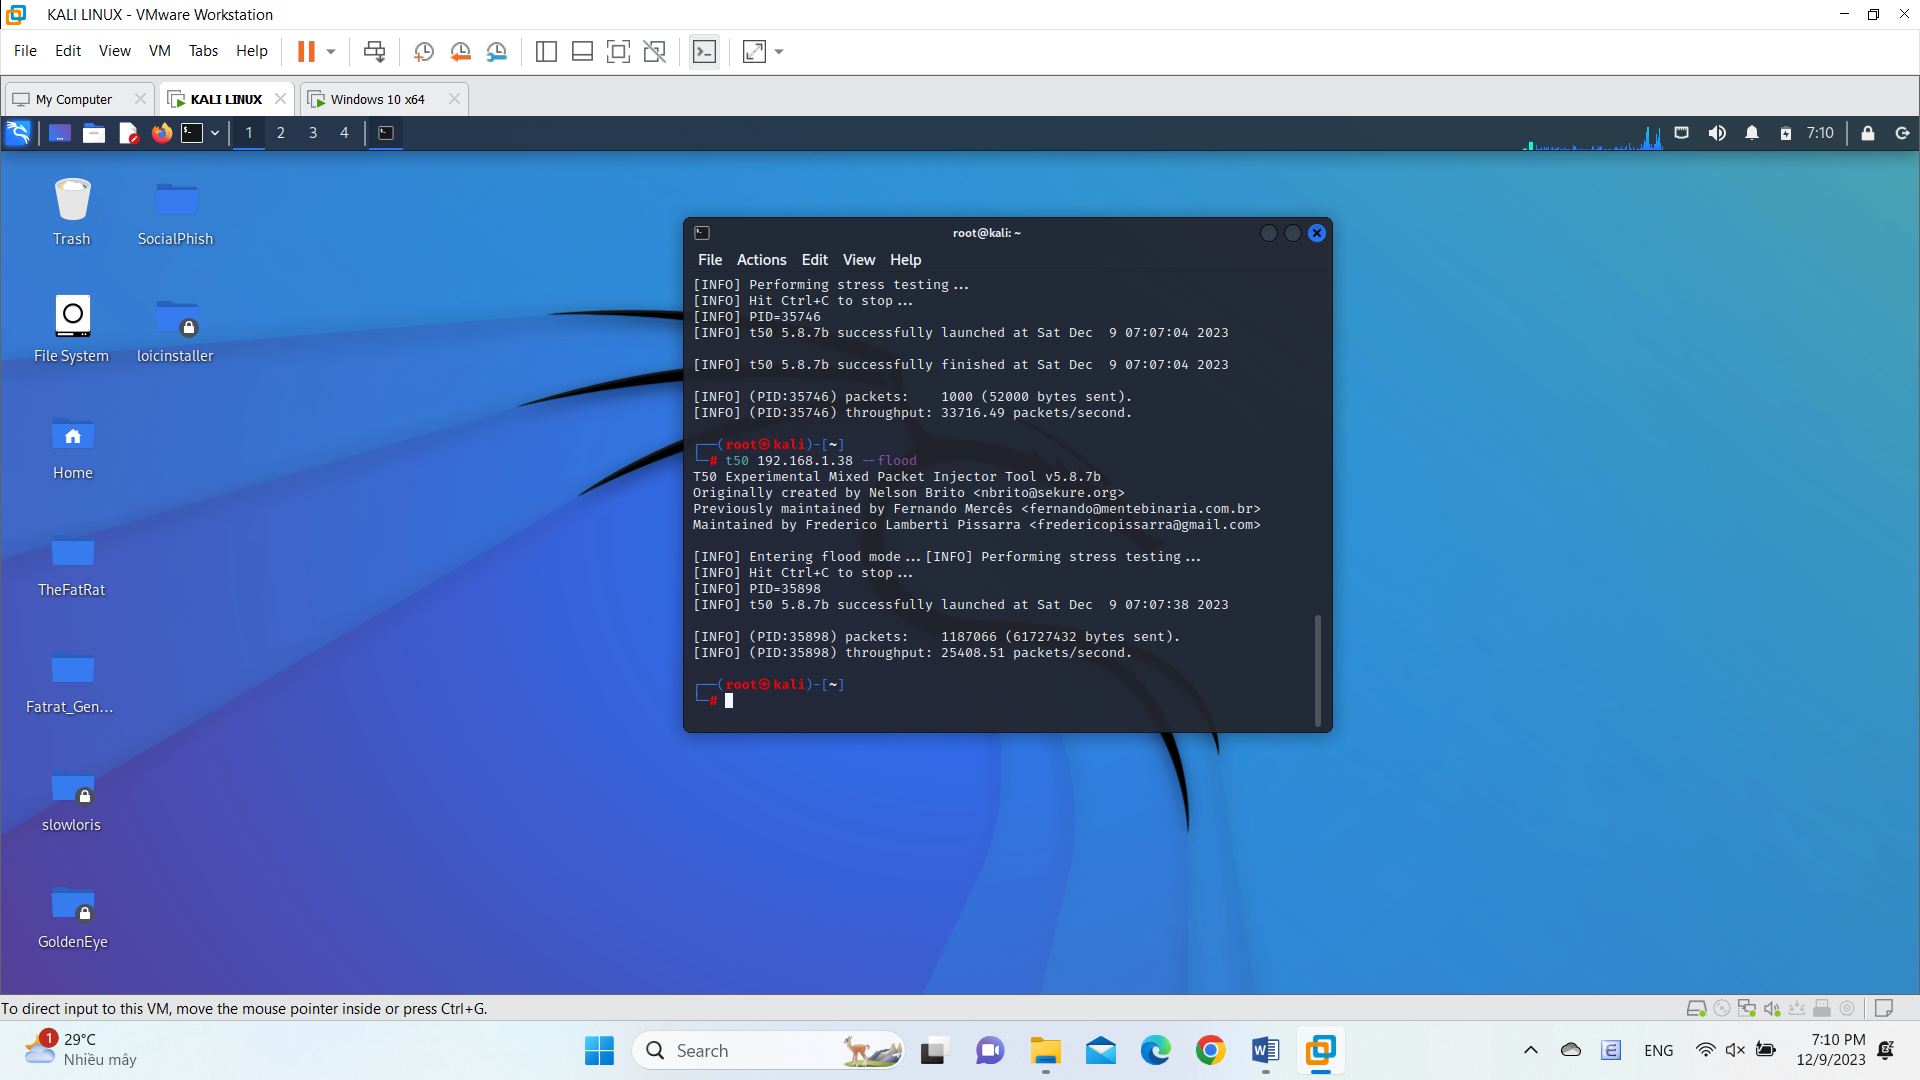 KALI LINUX - VMware Workstation
File Edit View VM Tabs Help
My Computer KALI LINUX Windows 10 x64
1 2 3 4 7:10
Trash SocialPhish
File System loicinstaller
Home
TheFatRat
Fatrat_Gen...
slowloris
GoldenEye
root@kali: ~
File Actions Edit View Help
[INFO] Performing stress testing...
[INFO] Hit Ctrl+C to stop...
[INFO] PID=35746
[INFO] t50 5.8.7b successfully launched at Sat Dec  9 07:07:04 2023
[INFO] t50 5.8.7b successfully finished at Sat Dec  9 07:07:04 2023
[INFO] (PID:35746) packets:    1000 (52000 bytes sent).
[INFO] (PID:35746) throughput: 33716.49 packets/second.
┌──(root㉿kali)-[~]
└─# t50 192.168.1.38 --flood
T50 Experimental Mixed Packet Injector Tool v5.8.7b
Originally created by Nelson Brito <nbrito@sekure.org>
Previously maintained by Fernando Mercês <fernando@mentebinaria.com.br>
Maintained by Frederico Lamberti Pissarra <fredericopissarra@gmail.com>
[INFO] Entering flood mode...[INFO] Performing stress testing...
[INFO] Hit Ctrl+C to stop...
[INFO] PID=35898
[INFO] t50 5.8.7b successfully launched at Sat Dec  9 07:07:38 2023
[INFO] (PID:35898) packets:    1187066 (61727432 bytes sent).
[INFO] (PID:35898) throughput: 25408.51 packets/second.
┌──(root㉿kali)-[~]
└─#
To direct input to this VM, move the mouse pointer inside or press Ctrl+G.
1 29°C
Nhiều mây
Search
ENG
7:10 PM
12/9/2023